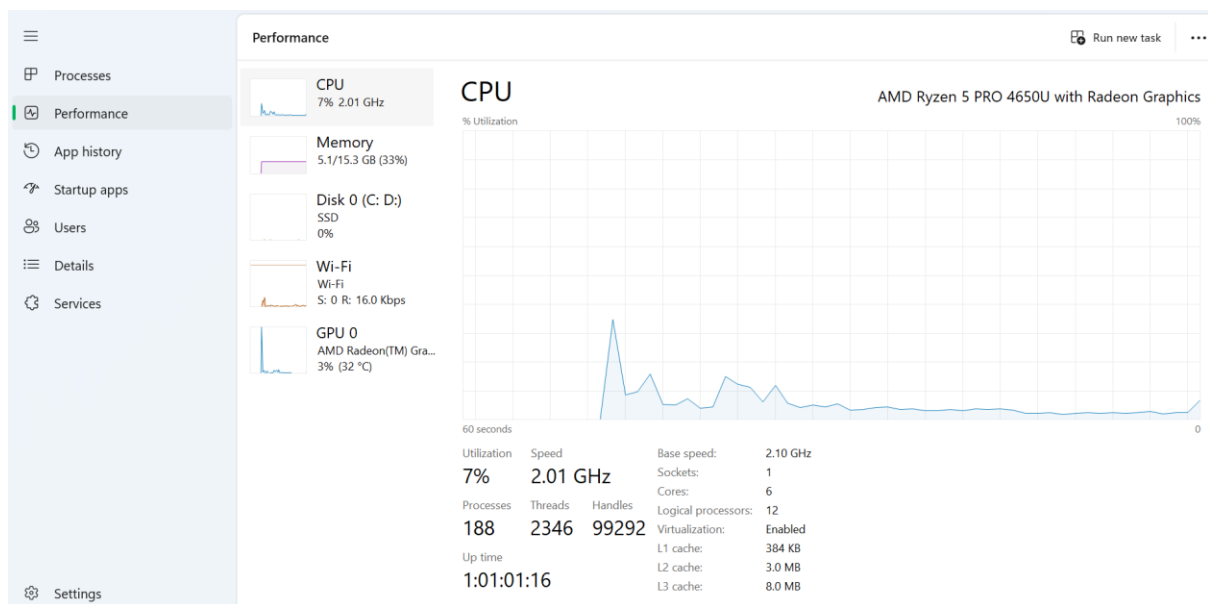 Performance
Run new task
Processes
Performance
App history
Startup apps
Users
Details
Services
Settings
CPU
7% 2.01 GHz
Memory
5.1/15.3 GB (33%)
Disk 0 (C: D:)
SSD
0%
Wi-Fi
Wi-Fi
S: 0 R: 16.0 Kbps
GPU 0
AMD Radeon(TM) Gra...
3% (32 °C)
CPU
AMD Ryzen 5 PRO 4650U with Radeon Graphics
% Utilization
100%
60 seconds
0
Utilization
Speed
7%
2.01 GHz
Processes
Threads
Handles
188
2346
99292
Up time
1:01:01:16
Base speed: 2.10 GHz
Sockets: 1
Cores: 6
Logical processors: 12
Virtualization: Enabled
L1 cache: 384 KB
L2 cache: 3.0 MB
L3 cache: 8.0 MB